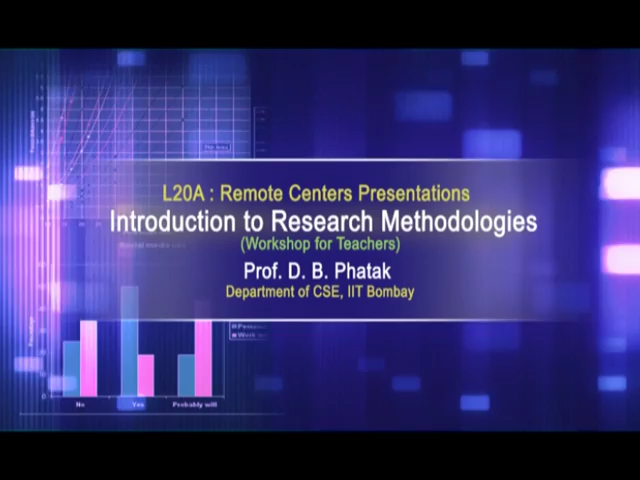 L20A : Remote Centers Presentations
Introduction to Research Methodologies
(Workshop for Teachers)
Prof. D. B. Phatak
Department of CSE, IIT Bombay
No Yes Probably will